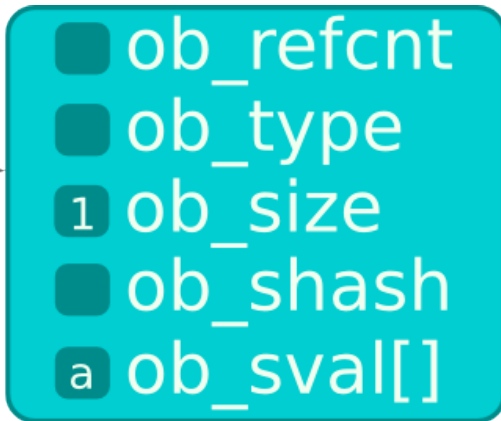 ob_refcnt
ob_type
1 ob_size
ob_shash
a ob_sval[]